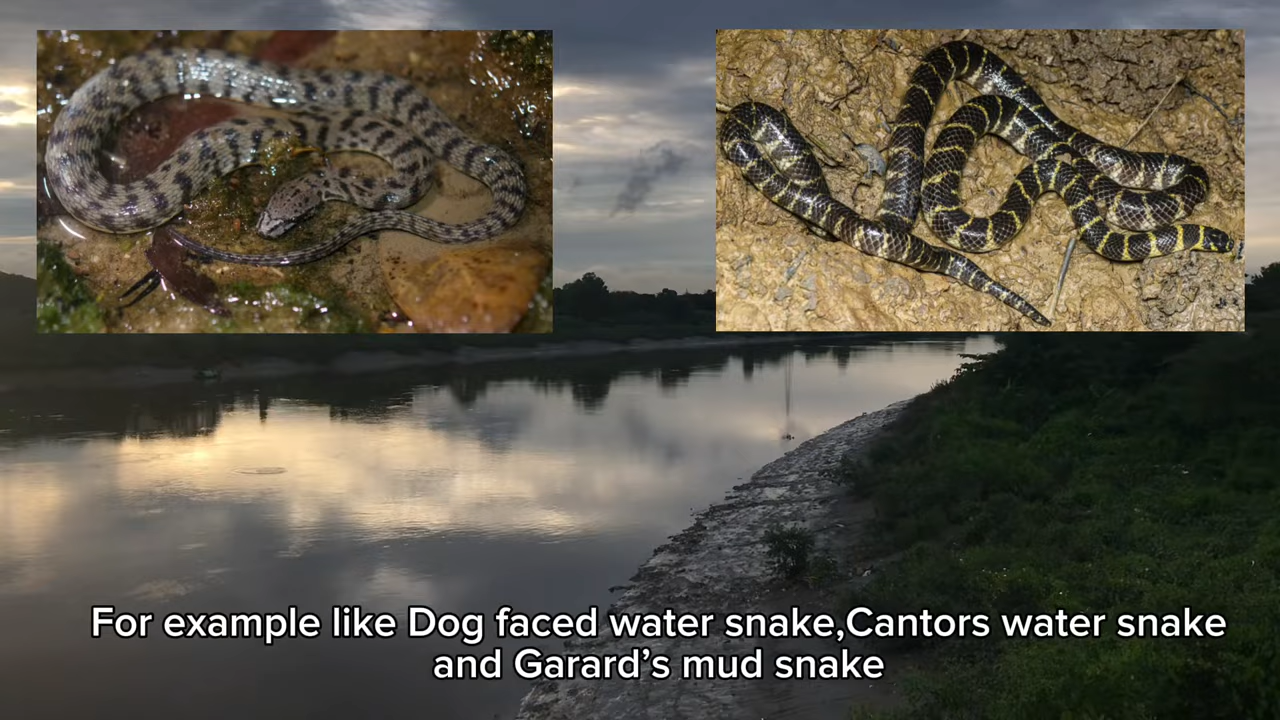 For example like Dog faced water snake,Cantors water snake
and Garard’s mud snake